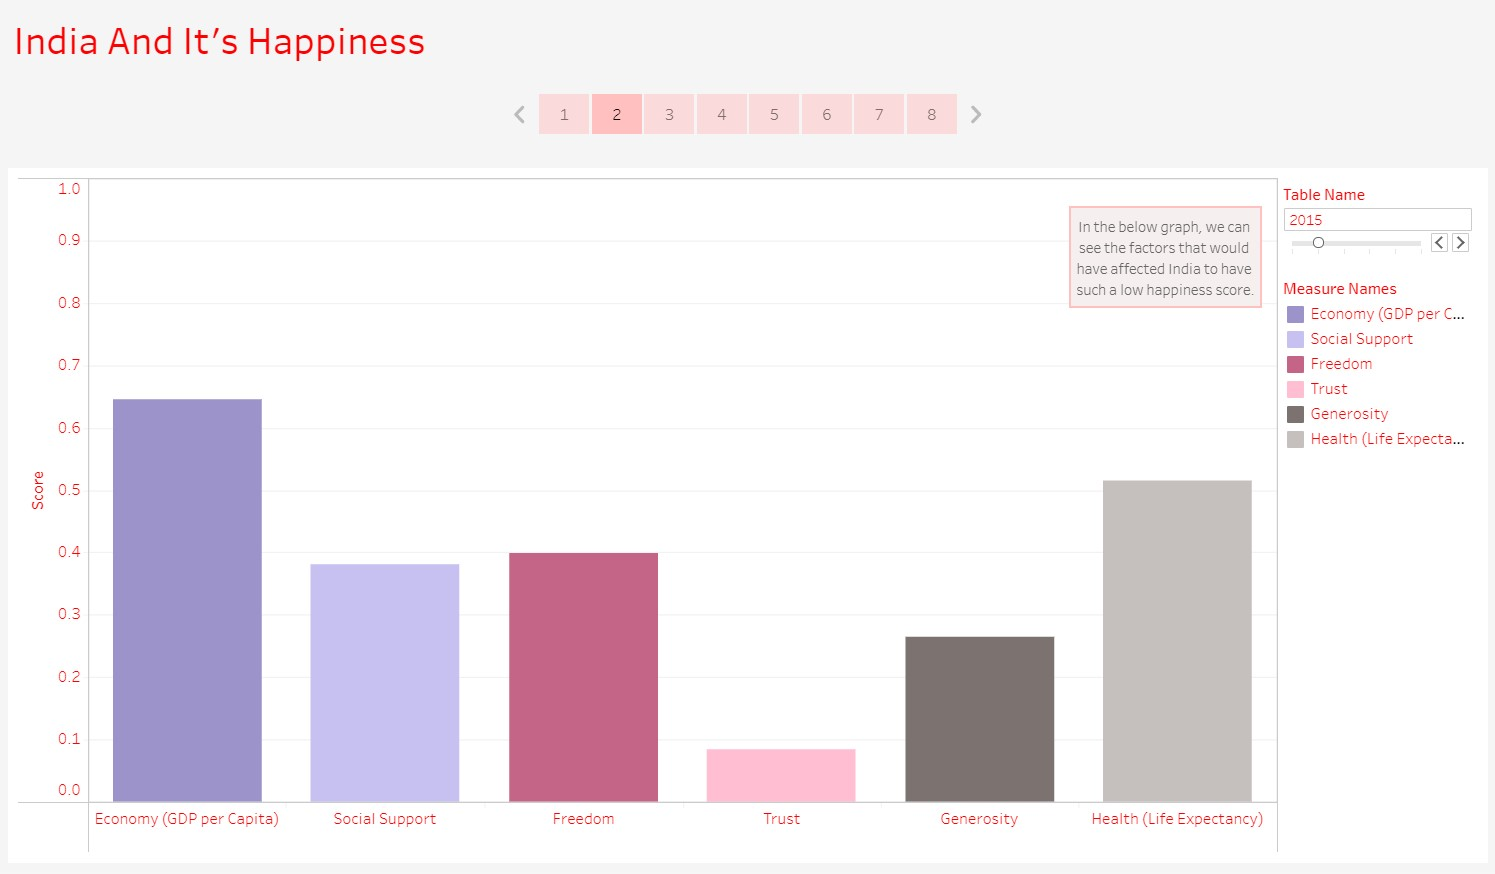 India And It’s Happiness
1 2 3 4 5 6 7 8
1.0
0.9
0.8
0.7
0.6
0.5
0.4
0.3
0.2
0.1
0.0
Score
In the below graph, we can
see the factors that would
have affected India to have
such a low happiness score.
Economy (GDP per Capita) Social Support Freedom Trust Generosity Health (Life Expectancy)
Table Name
2015
Measure Names
Economy (GDP per C...
Social Support
Freedom
Trust
Generosity
Health (Life Expecta...